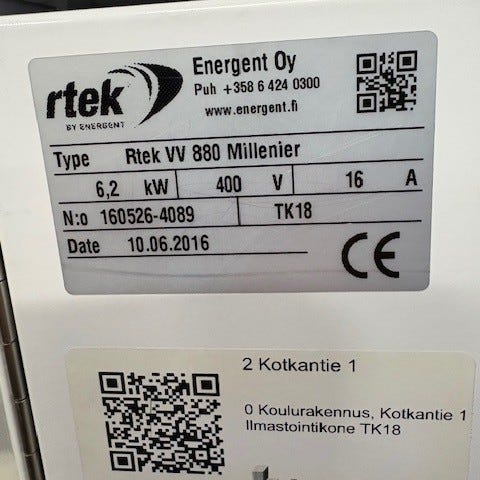 rtek
BY ENERGENT
Energent Oy
Puh +358 6 424 0300
www.energent.fi
Type Rtek VV 880 Millenier
6,2 kW 400 V 16 A
N:o 160526-4089 TK18
Date 10.06.2016
CE
2 Kotkantie 1
0 Koulurakennus, Kotkantie 1
Ilmastointikone TK18